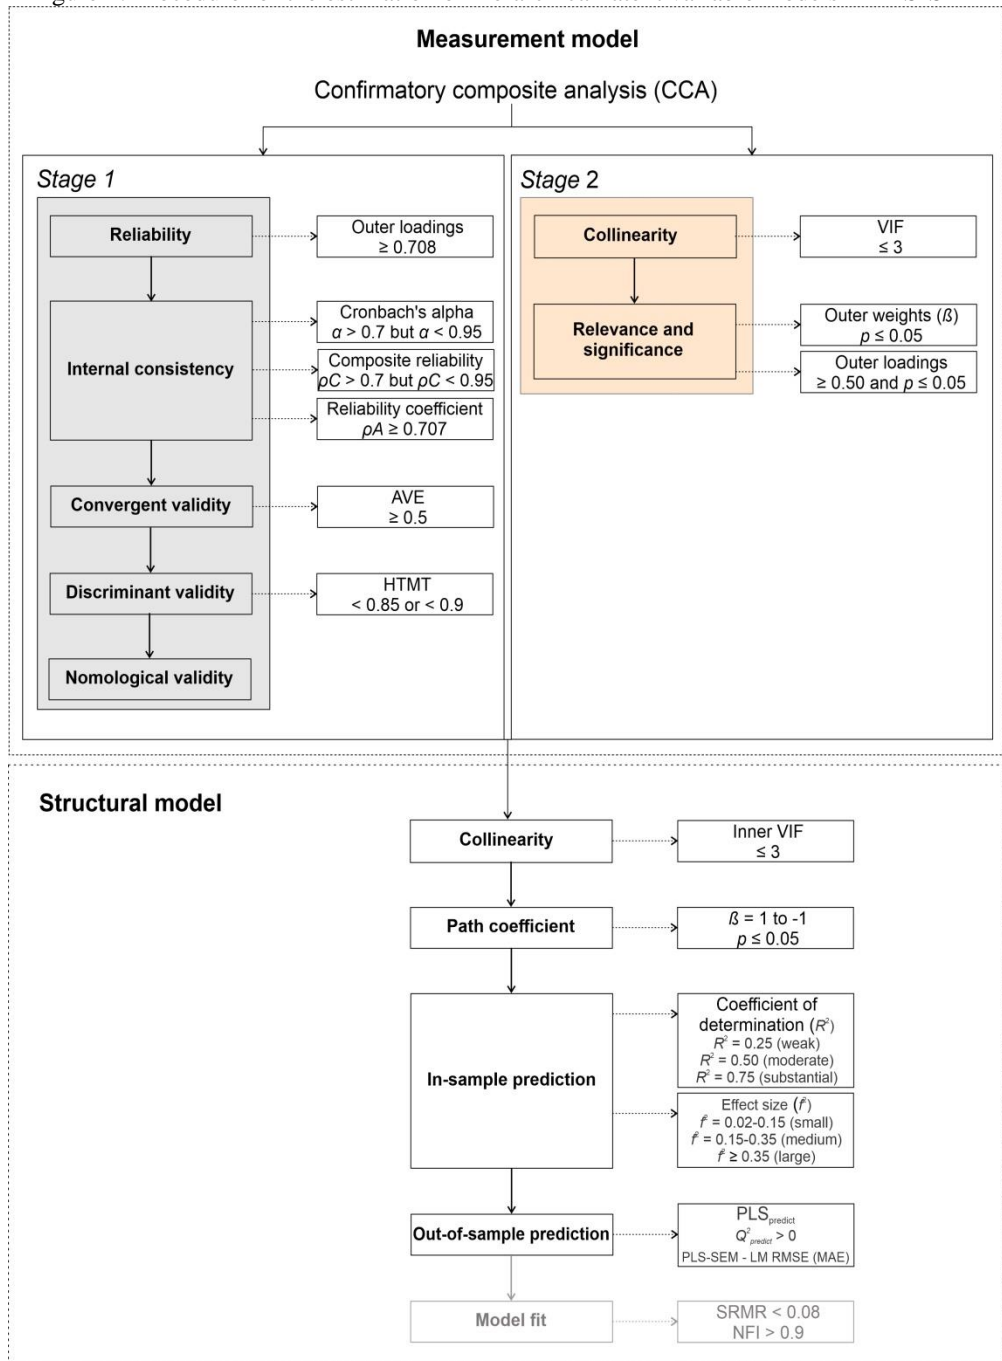 Measurement model
Confirmatory composite analysis (CCA)
Stage 1
Reliability
Outer loadings
≥ 0.708
Internal consistency
Cronbach's alpha
α > 0.7 but α < 0.95
Composite reliability
ρC > 0.7 but ρC < 0.95
Reliability coefficient
ρA ≥ 0.707
Convergent validity
AVE
≥ 0.5
Discriminant validity
HTMT
< 0.85 or < 0.9
Nomological validity
Stage 2
Collinearity
VIF
≤ 3
Relevance and
significance
Outer weights (ß)
p ≤ 0.05
Outer loadings
≥ 0.50 and p ≤ 0.05
Structural model
Collinearity
Inner VIF
≤ 3
Path coefficient
ß = 1 to -1
p ≤ 0.05
In-sample prediction
Coefficient of
determination (R²)
R² = 0.25 (weak)
R² = 0.50 (moderate)
R² = 0.75 (substantial)
Effect size (f²)
f² = 0.02-0.15 (small)
f² = 0.15-0.35 (medium)
f² ≥ 0.35 (large)
Out-of-sample prediction
PLSpredict
Q²predict > 0
PLS-SEM - LM RMSE (MAE)
Model fit
SRMR < 0.08
NFI > 0.9